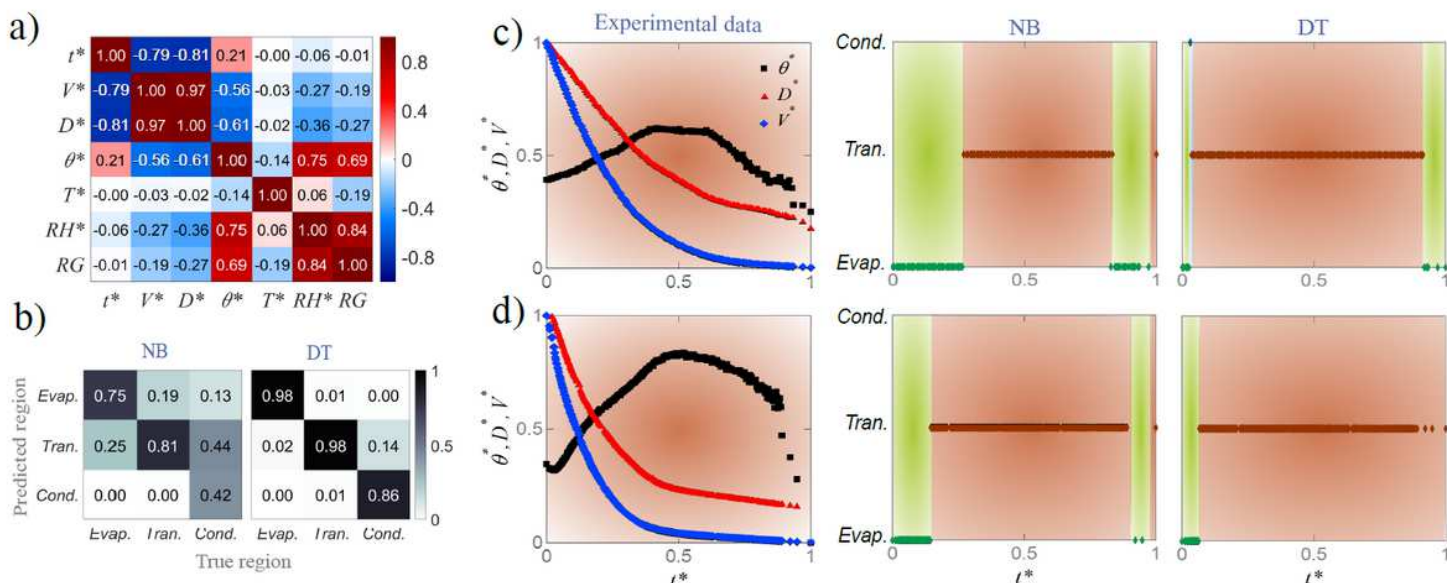 a)
t* 1.00 -0.79 -0.81 0.21 -0.00 -0.06 -0.01
V* -0.79 1.00 0.97 -0.56 -0.03 -0.27 -0.19
D* -0.81 0.97 1.00 -0.61 -0.02 -0.36 -0.27
θ* 0.21 -0.56 -0.61 1.00 -0.14 0.75 0.69
T* -0.00 -0.03 -0.02 -0.14 1.00 0.06 -0.19
RH* -0.06 -0.27 -0.36 0.75 0.06 1.00 0.84
RG -0.01 -0.19 -0.27 0.69 -0.19 0.84 1.00
t* V* D* θ* T* RH* RG
0.8
0.4
0
-0.4
-0.8
b)
NB DT
Predicted region
Evap. 0.75 0.19 0.13 0.98 0.01 0.00
Tran. 0.25 0.81 0.44 0.02 0.98 0.14
Cond. 0.00 0.00 0.42 0.00 0.01 0.86
Evap. Tran. Cond. Evap. Tran. Cond.
True region
1
0.5
0
c)
Experimental data NB DT
θ*, D*, V*
1
0.5
0
θ*
D*
V*
0 0.5 1
Cond.
Tran.
Evap.
0 0.5 1
0 0.5 1
d)
θ*, D*, V*
1
0.5
0
0 0.5 1
t*
Cond.
Tran.
Evap.
0 0.5 1
t*
0 0.5 1
t*